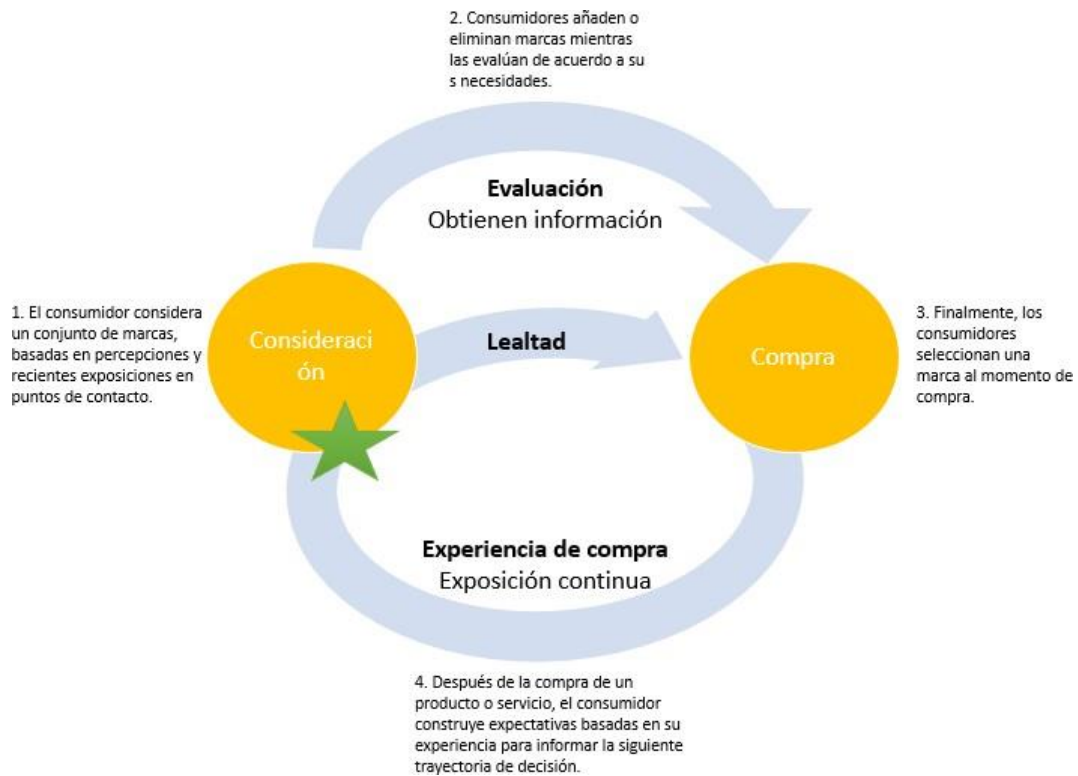 2. Consumidores añaden o
eliminan marcas mientras
las evalúan de acuerdo a su
s necesidades.
Evaluación
Obtienen información
1. El consumidor considera
un conjunto de marcas,
basadas en percepciones y
recientes exposiciones en
puntos de contacto.
Consideraci
ón
Lealtad
Compra
3. Finalmente, los
consumidores
seleccionan una
marca al momento de
compra.
Experiencia de compra
Exposición continua
4. Después de la compra de un
producto o servicio, el consumidor
construye expectativas basadas en su
experiencia para informar la siguiente
trayectoria de decisión.